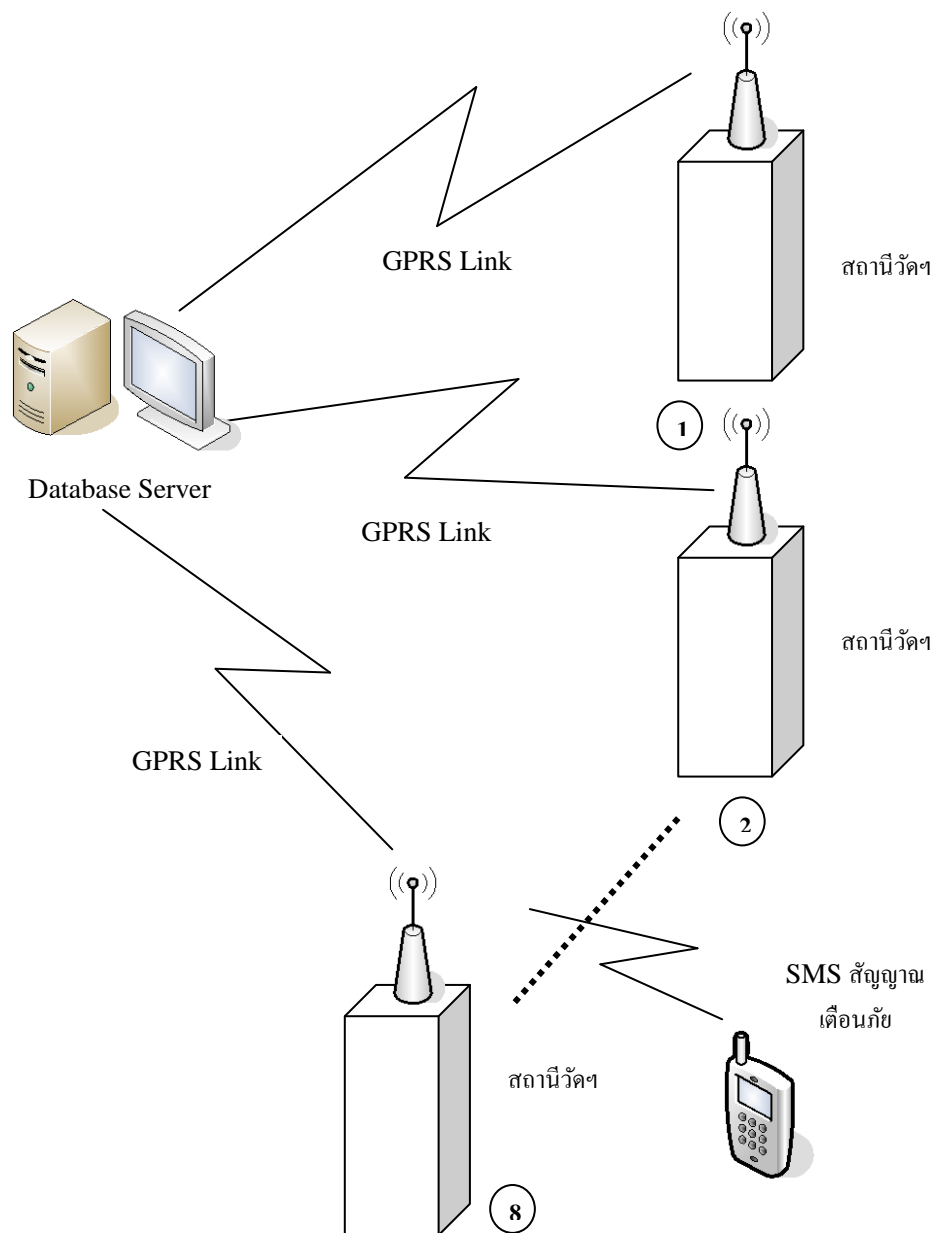 GPRS Link
สถานีวัดฯ
1
Database Server
GPRS Link
สถานีวัดฯ
GPRS Link
2
SMS สัญญาณ
เตือนภัย
สถานีวัดฯ
8